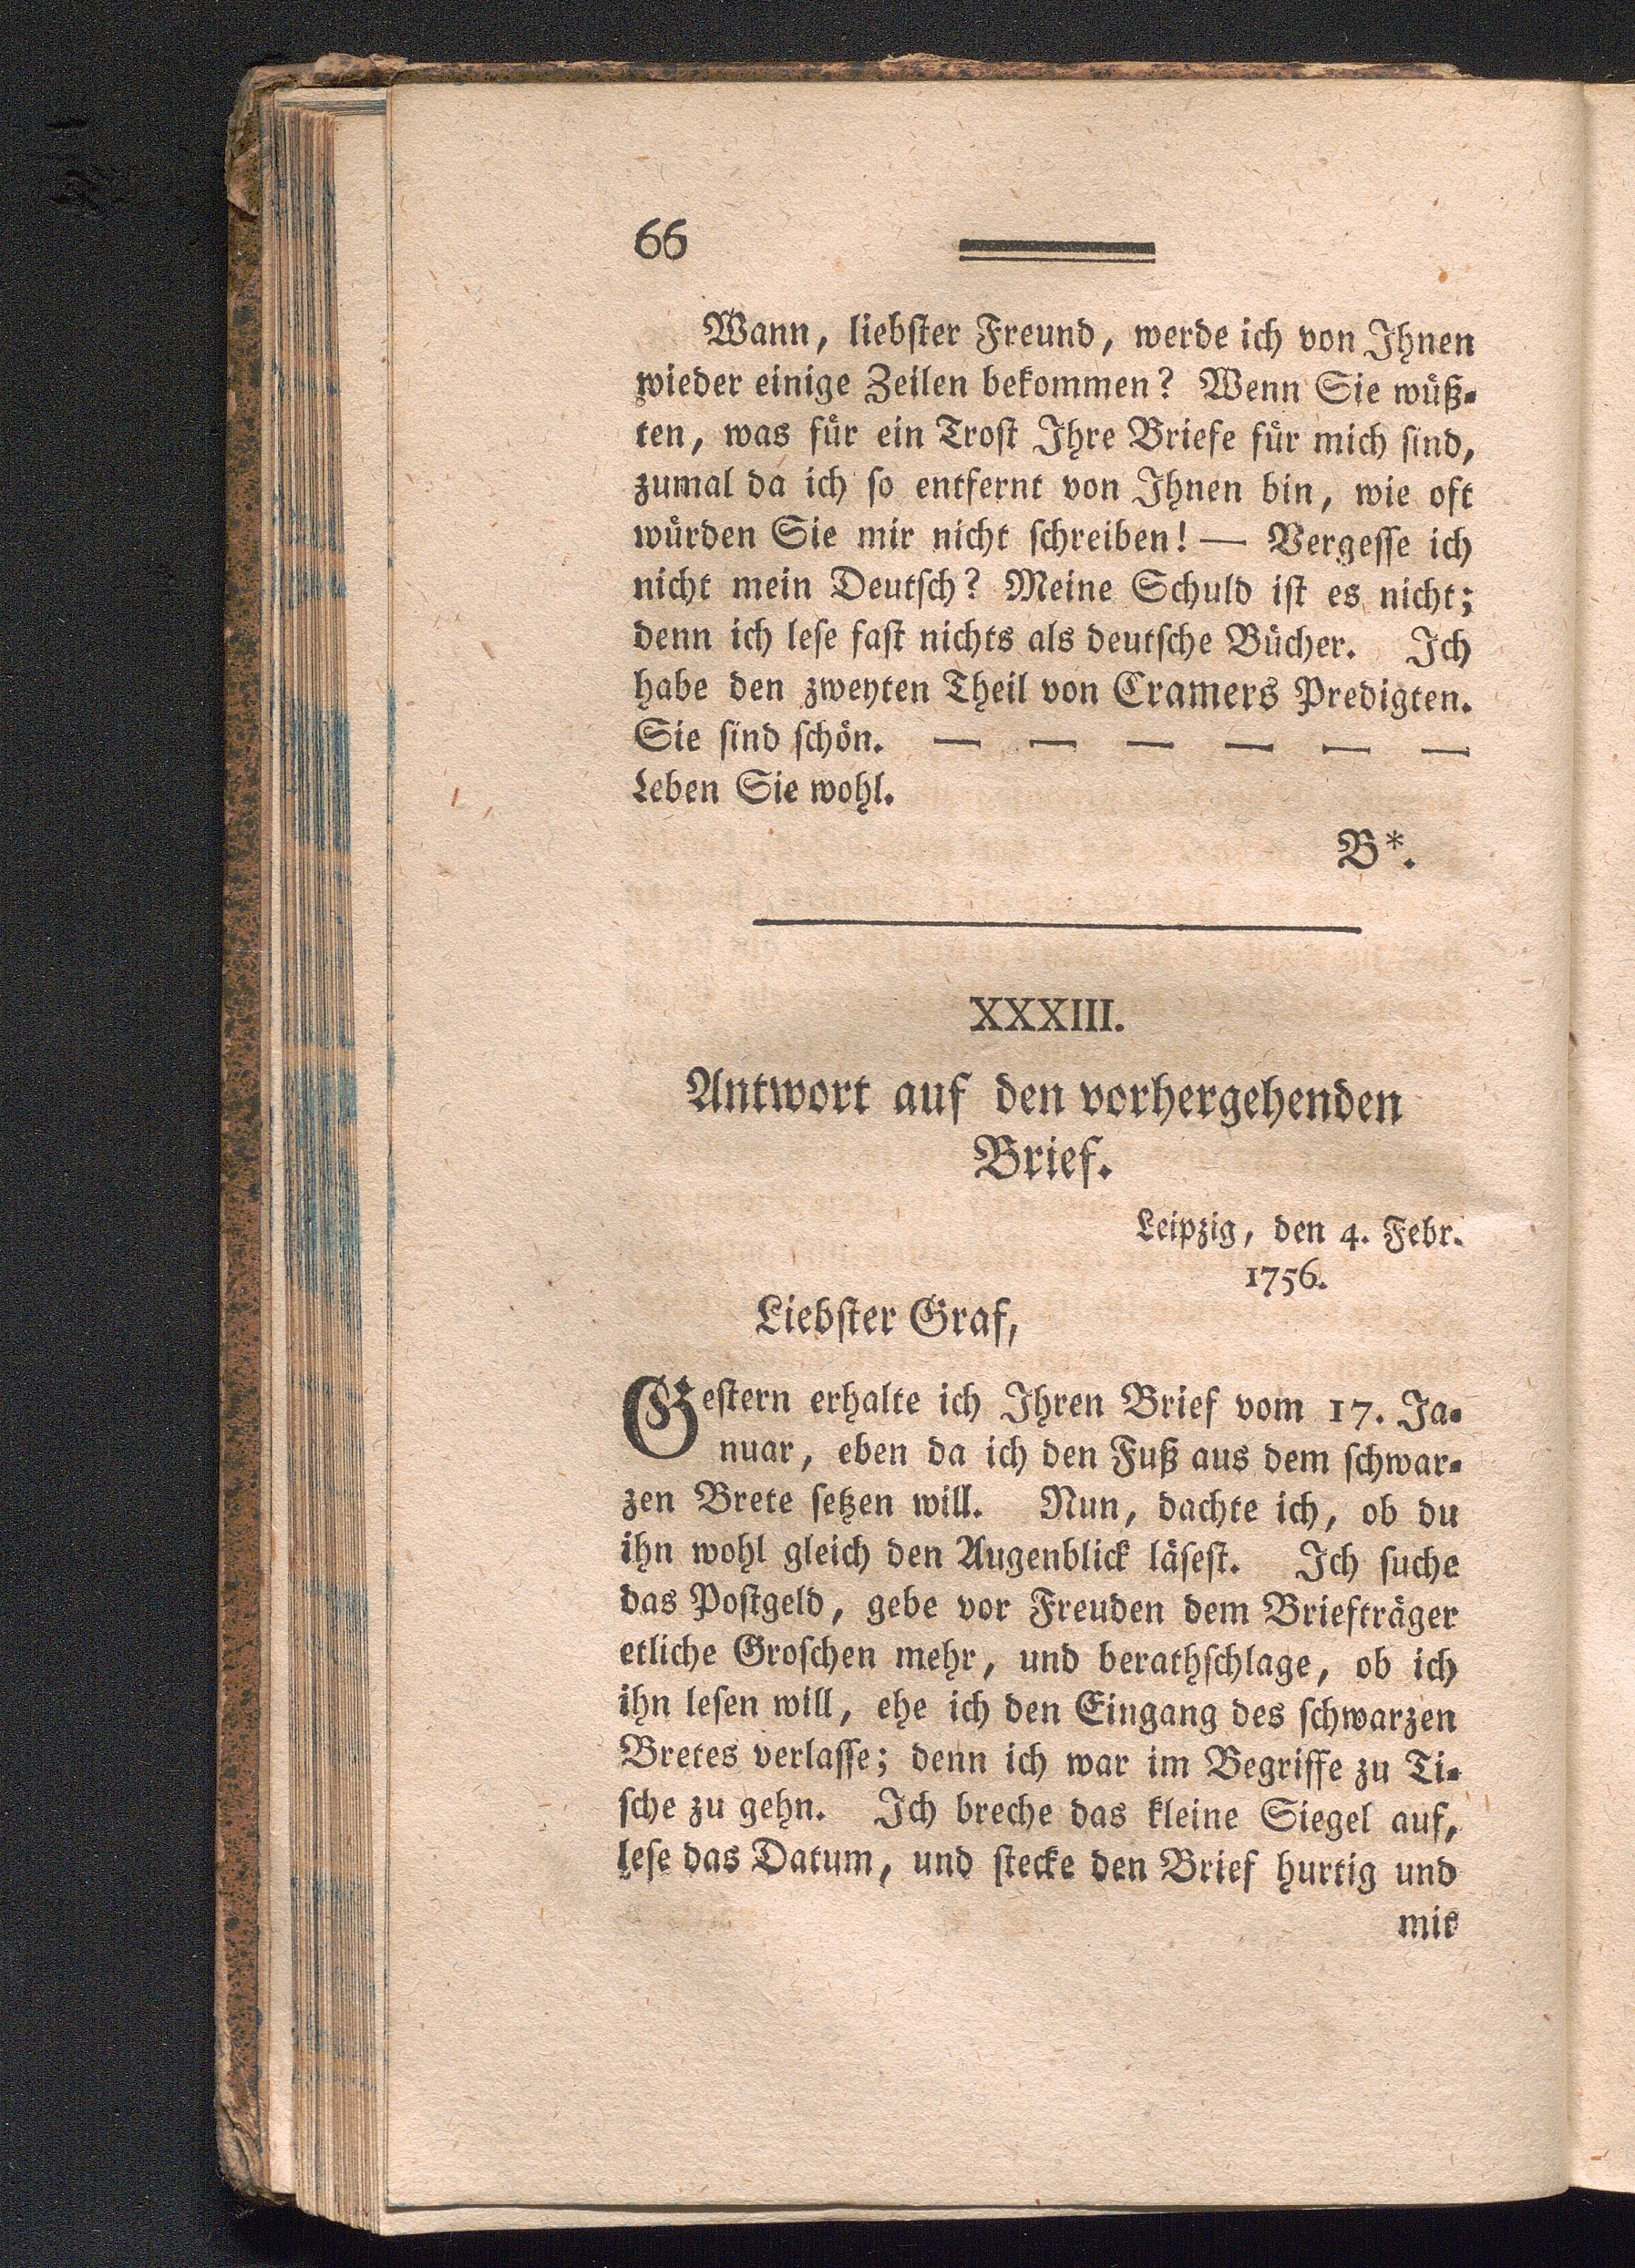 66
Wann, liebſter Freund, werde ich von Ihnen
wieder einige Zeilen bekommen? Wenn Sie wüß-
ten, was für ein Troſt Ihre Briefe für mich ſind,
zumal da ich ſo entfernt von Ihnen bin, wie oft
würden Sie mir nicht ſchreiben! — Vergeſſe ich
nicht mein Deutſch? Meine Schuld iſt es nicht;
denn ich leſe faſt nichts als deutſche Bücher. Ich
habe den zweyten Theil von Cramers Predigten.
Sie ſind ſchön. — — — — — —
Leben Sie wohl.
B*.
XXXIII.
Antwort auf den vorhergehenden
Brief.
Leipzig, den 4. Febr.
1756.
Liebſter Graf,
Geſtern erhalte ich Ihren Brief vom 17. Ja-
nuar, eben da ich den Fuß aus dem ſchwar-
zen Brete ſetzen will. Nun, dachte ich, ob du
ihn wohl gleich den Augenblick läſeſt. Ich ſuche
das Poſtgeld, gebe vor Freuden dem Briefträger
etliche Groſchen mehr, und berathſchlage, ob ich
ihn leſen will, ehe ich den Eingang des ſchwarzen
Bretes verlaſſe; denn ich war im Begriffe zu Ti-
ſche zu gehn. Ich breche das kleine Siegel auf,
leſe das Datum, und ſtecke den Brief hurtig und
mit